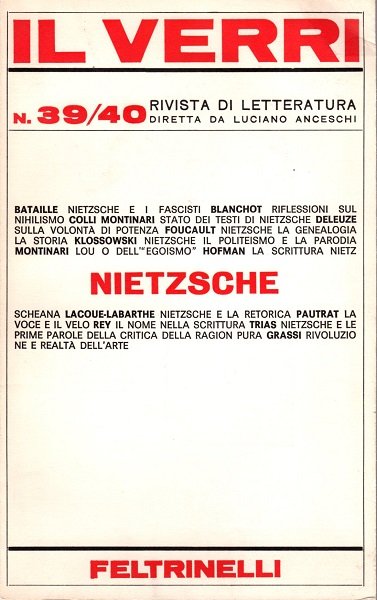 IL VERRI
N. 39/40 RIVISTA DI LETTERATURA
DIRETTA DA LUCIANO ANCESCHI
BATAILLE NIETZSCHE E I FASCISTI BLANCHOT RIFLESSIONI SUL
NIHILISMO COLLI MONTINARI STATO DEI TESTI DI NIETZSCHE DELEUZE
SULLA VOLONTÀ DI POTENZA FOUCAULT NIETZSCHE LA GENEALOGIA
LA STORIA KLOSSOWSKI NIETZSCHE IL POLITEISMO E LA PARODIA
MONTINARI LOU O DELL'"EGOISMO" HOFMAN LA SCRITTURA NIETZ
NIETZSCHE
SCHEANA LACOUE-LABARTHE NIETZSCHE E LA RETORICA PAUTRAT LA
VOCE E IL VELO REY IL NOME NELLA SCRITTURA TRIAS NIETZSCHE E LE
PRIME PAROLE DELLA CRITICA DELLA RAGION PURA GRASSI RIVOLUZIO
NE E REALTÀ DELL'ARTE
FELTRINELLI